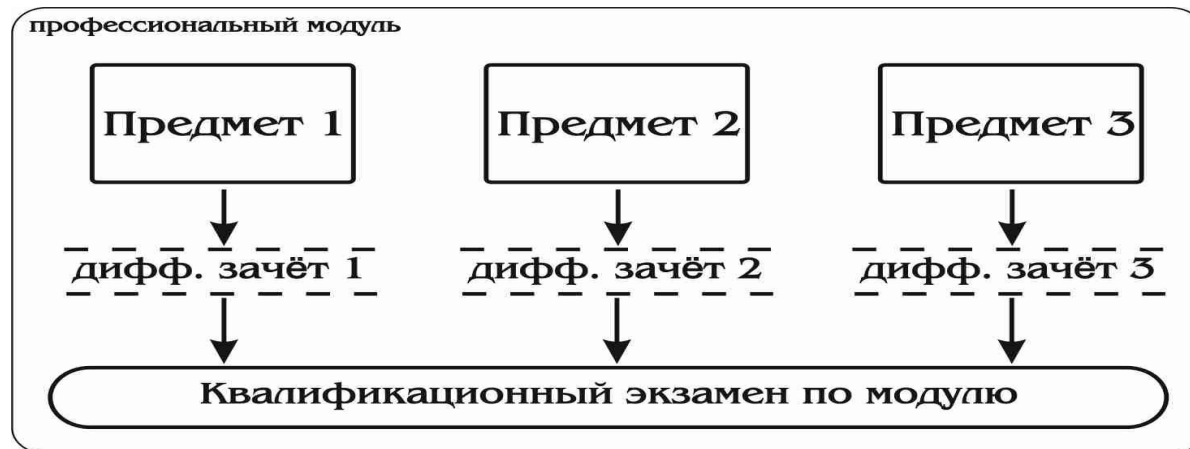 профессиональный модуль
Предмет 1
Предмет 2
Предмет 3
дифф. зачёт 1
дифф. зачёт 2
дифф. зачёт 3
Квалификационный экзамен по модулю